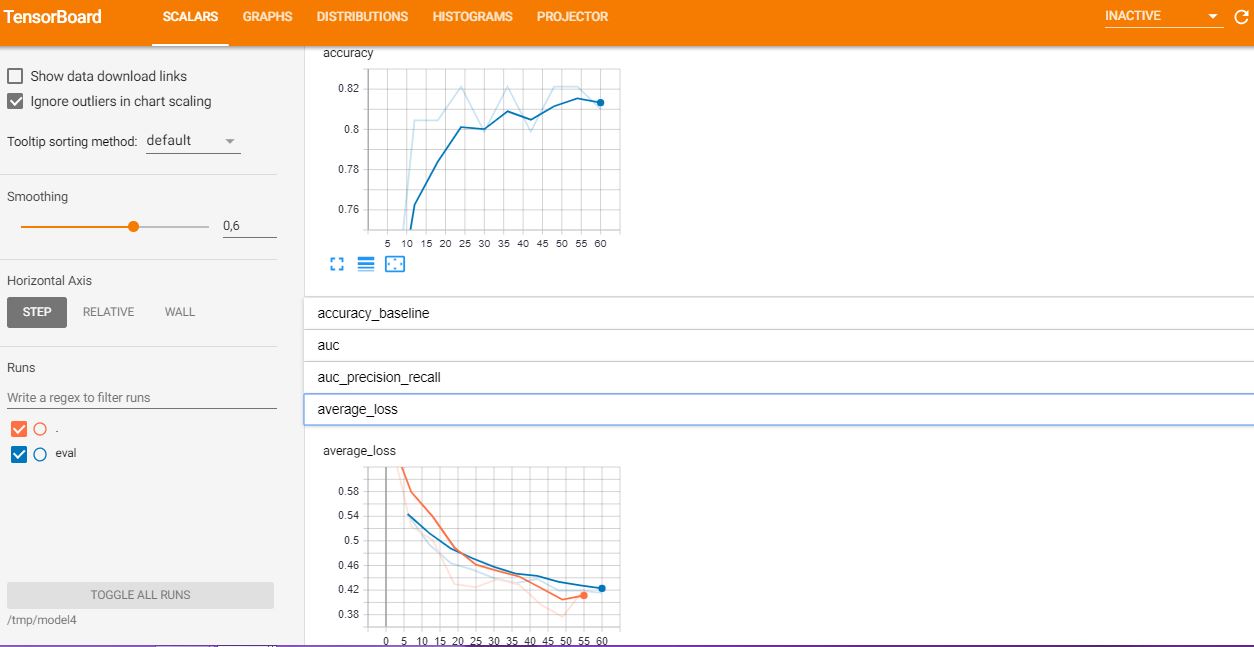 TensorBoard SCALARS GRAPHS DISTRIBUTIONS HISTOGRAMS PROJECTOR INACTIVE
Show data download links
Ignore outliers in chart scaling
Tooltip sorting method: default
Smoothing
0,6
Horizontal Axis
STEP RELATIVE WALL
Runs
Write a regex to filter runs
.
eval
TOGGLE ALL RUNS
/tmp/model4
accuracy
0.82
0.8
0.78
0.76
5 10 15 20 25 30 35 40 45 50 55 60
accuracy_baseline
auc
auc_precision_recall
average_loss
average_loss
0.58
0.54
0.5
0.46
0.42
0.38
0 5 10 15 20 25 30 35 40 45 50 55 60